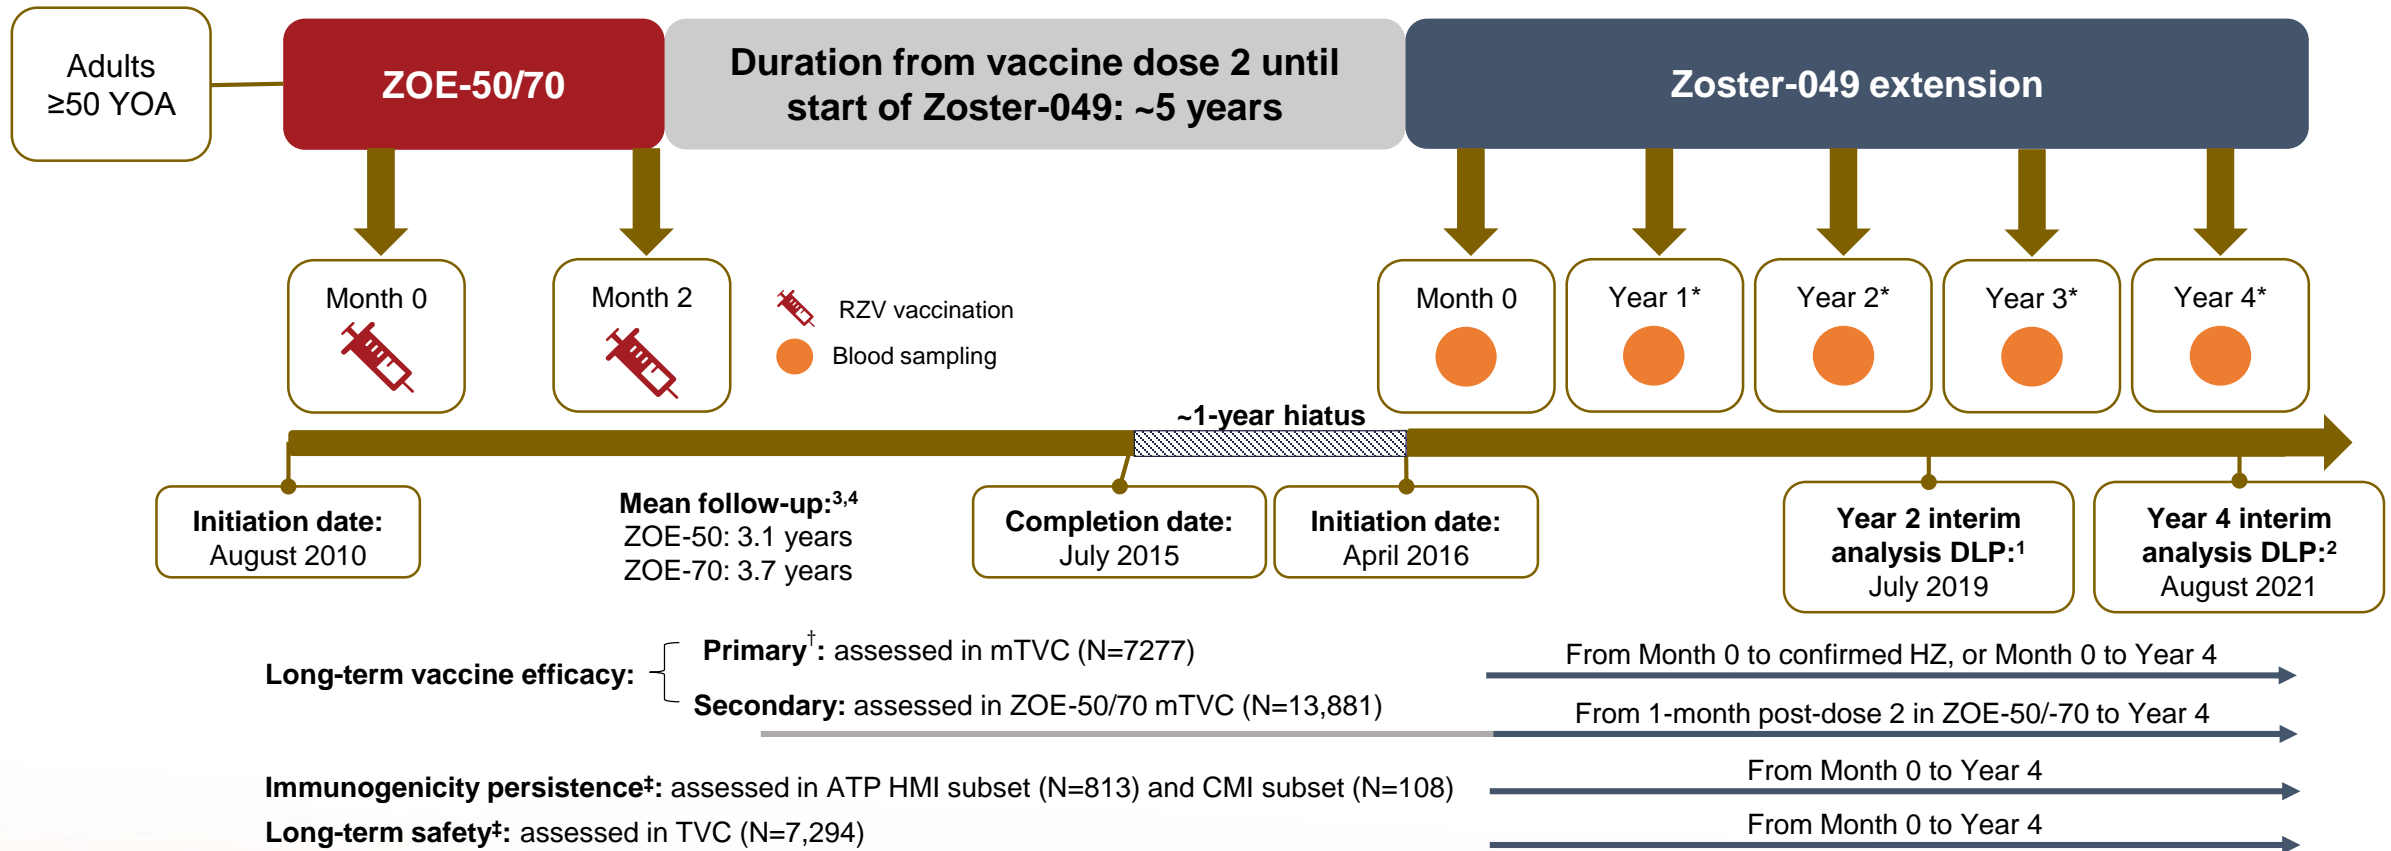 Adults
≥50 YOA
ZOE-50/70
Duration from vaccine dose 2 until
start of Zoster-049: ~5 years
Zoster-049 extension
Month 0
Month 2
RZV vaccination
Blood sampling
Month 0
Year 1*
Year 2*
Year 3*
Year 4*
~1-year hiatus
Initiation date:
August 2010
Mean follow-up:3,4
ZOE-50: 3.1 years
ZOE-70: 3.7 years
Completion date:
July 2015
Initiation date:
April 2016
Year 2 interim
analysis DLP:1
July 2019
Year 4 interim
analysis DLP:2
August 2021
Long-term vaccine efficacy:
Primary†: assessed in mTVC (N=7277)
From Month 0 to confirmed HZ, or Month 0 to Year 4
Secondary: assessed in ZOE-50/70 mTVC (N=13,881)
From 1-month post-dose 2 in ZOE-50/-70 to Year 4
Immunogenicity persistence‡: assessed in ATP HMI subset (N=813) and CMI subset (N=108)
From Month 0 to Year 4
Long-term safety‡: assessed in TVC (N=7,294)
From Month 0 to Year 4